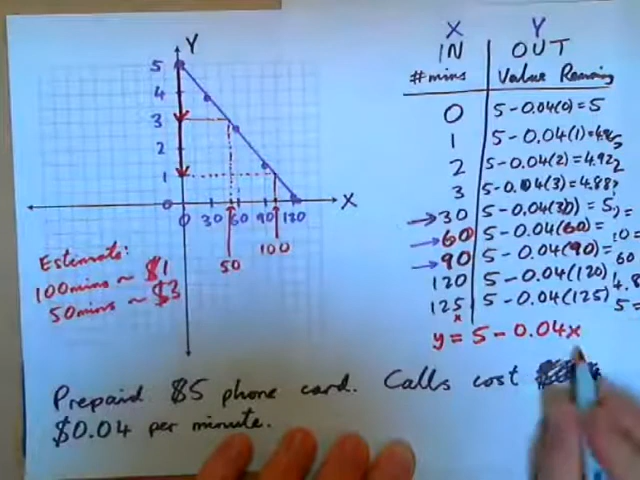 Y
5
4
3
2
1
0
0 30 60 90 120
X
50
100
Estimate:
100mins ~ $1
50mins ~ $3
X Y
IN OUT
#mins Value Remaining
0 5-0.04(0) = 5
1 5-0.04(1)=4.96
2 5-0.04(2) = 4.92
3 5-0.04(3) = 4.88
30 5-0.04(30) =
60 5-0.04(60) =
90 5-0.04(90) =
120 5-0.04(120)
125 5-0.04(125)
x
y = 5 - 0.04x
Prepaid $5 phone card. Calls cost
$0.04 per minute.